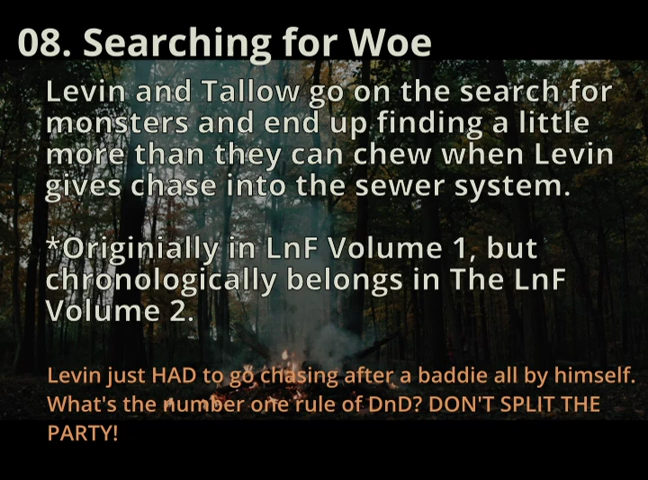 08. Searching for Woe
Levin and Tallow go on the search for
monsters and end up finding a little
more than they can chew when Levin
gives chase into the sewer system.
*Originially in LnF Volume 1, but
chronologically belongs in The LnF
Volume 2.
Levin just HAD to go chasing after a baddie all by himself.
What's the number one rule of DnD? DON'T SPLIT THE
PARTY!